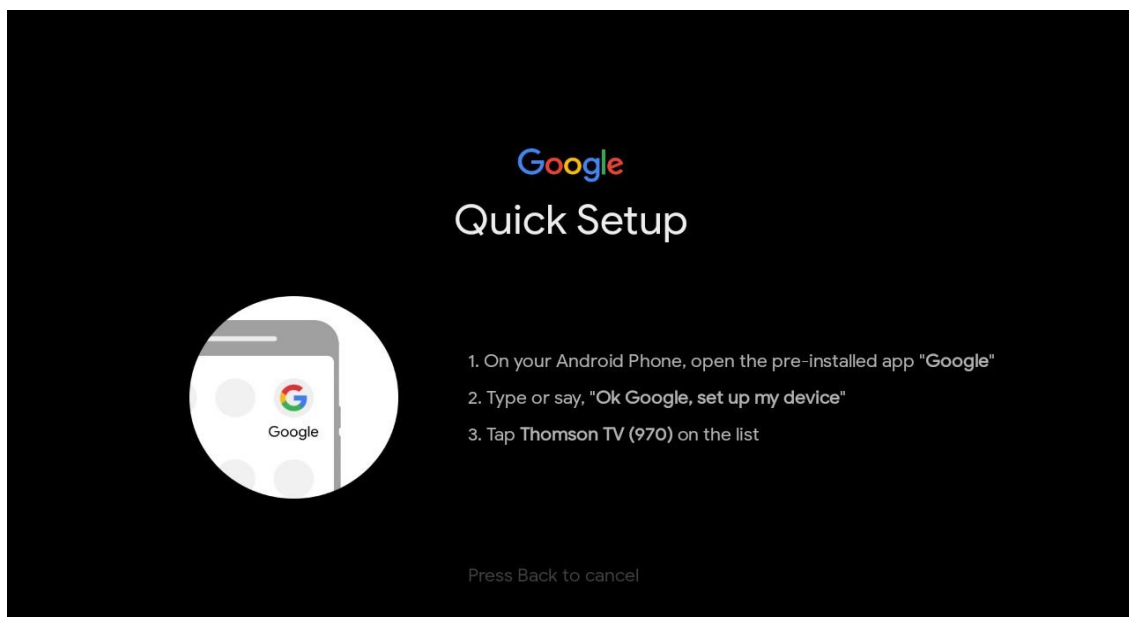 Google
Quick Setup
Google
1. On your Android Phone, open the pre-installed app "Google"
2. Type or say, "Ok Google, set up my device"
3. Tap Thomson TV (970) on the list
Press Back to cancel